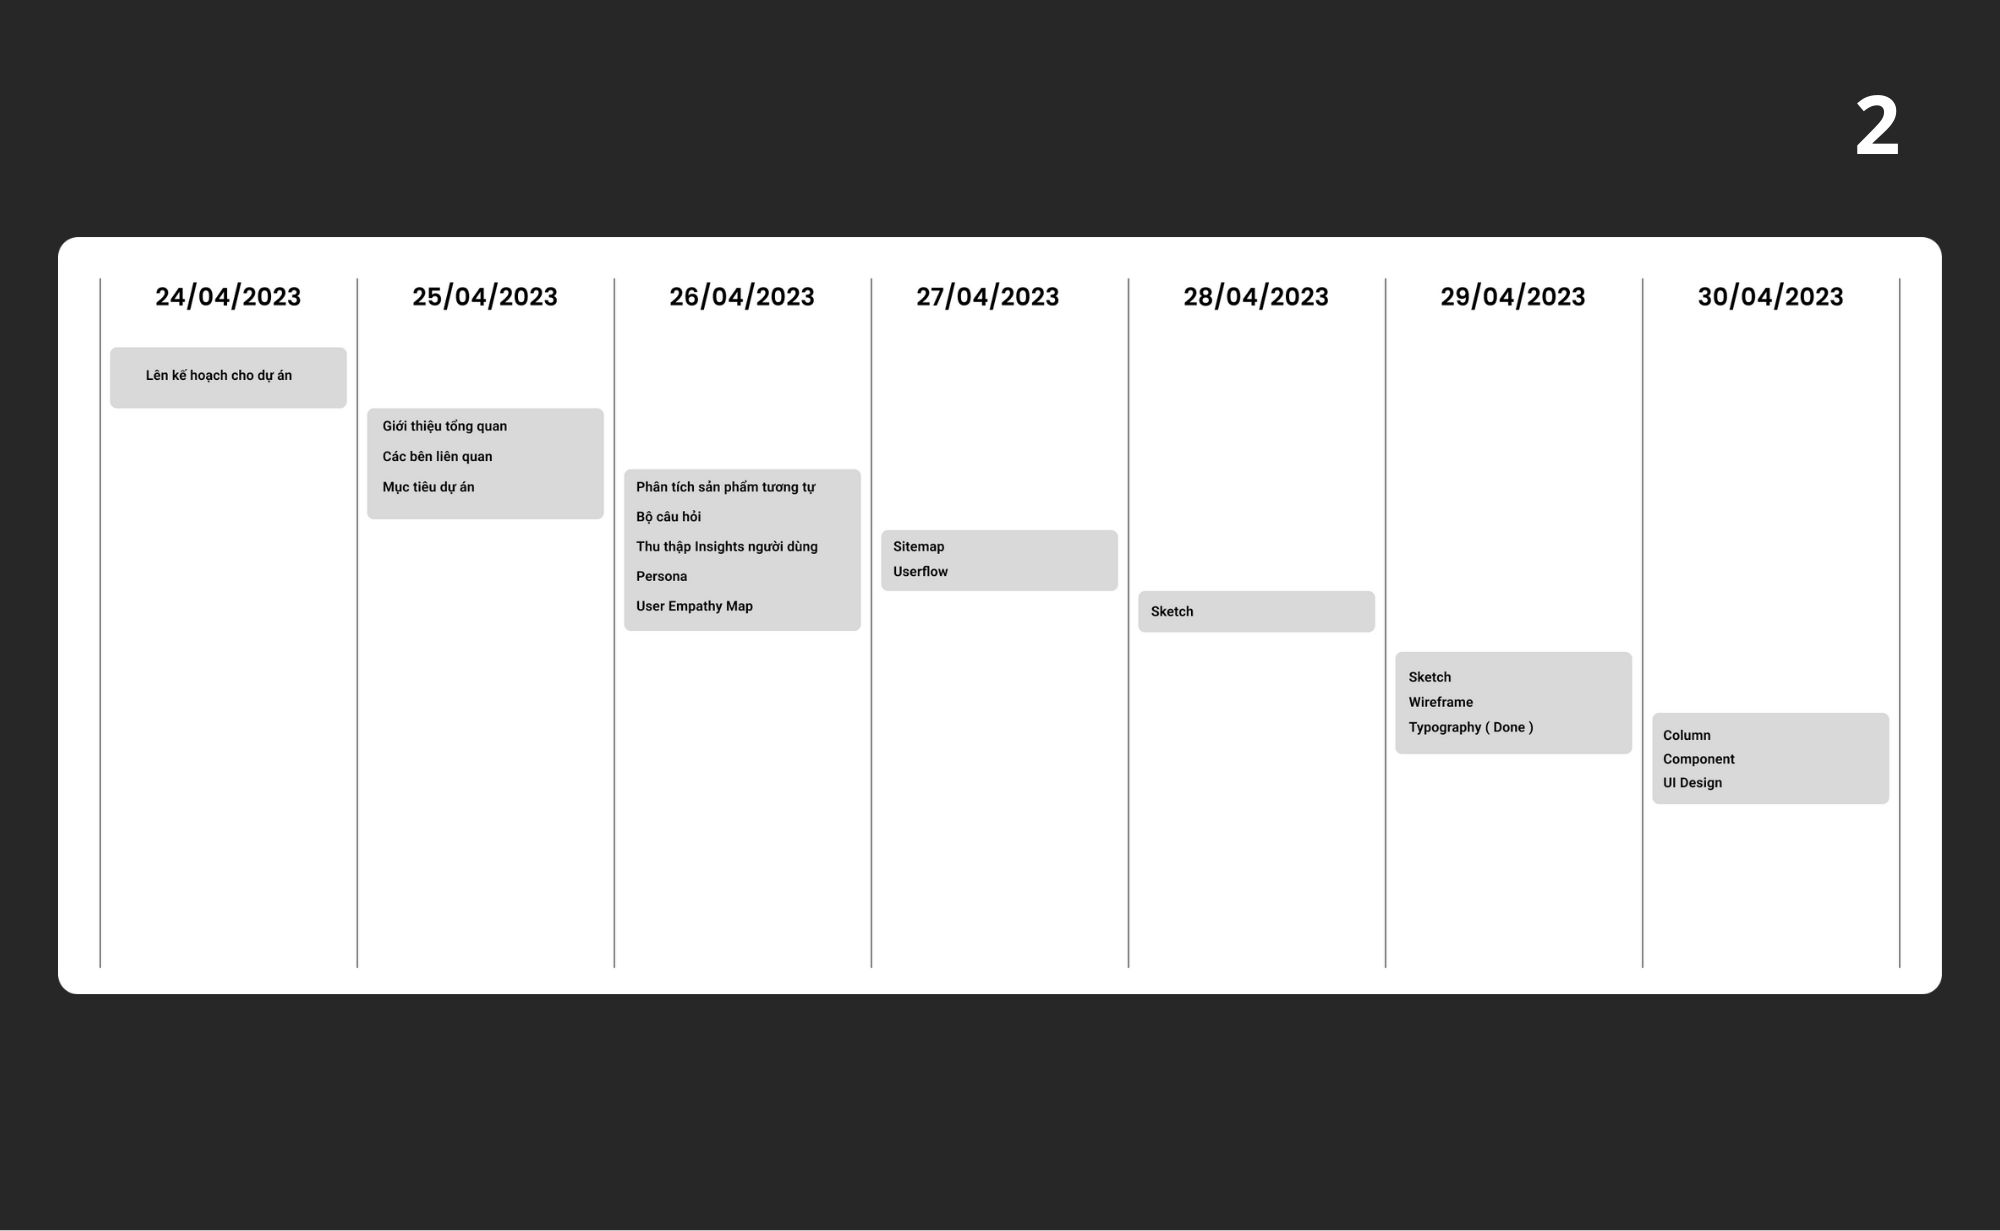 2
24/04/2023
25/04/2023
26/04/2023
27/04/2023
28/04/2023
29/04/2023
30/04/2023
Lên kế hoạch cho dự án
Giới thiệu tổng quan
Các bên liên quan
Mục tiêu dự án
Phân tích sản phẩm tương tự
Bộ câu hỏi
Thu thập Insights người dùng
Persona
User Empathy Map
Sitemap
Userflow
Sketch
Sketch
Wireframe
Typography ( Done )
Column
Component
UI Design